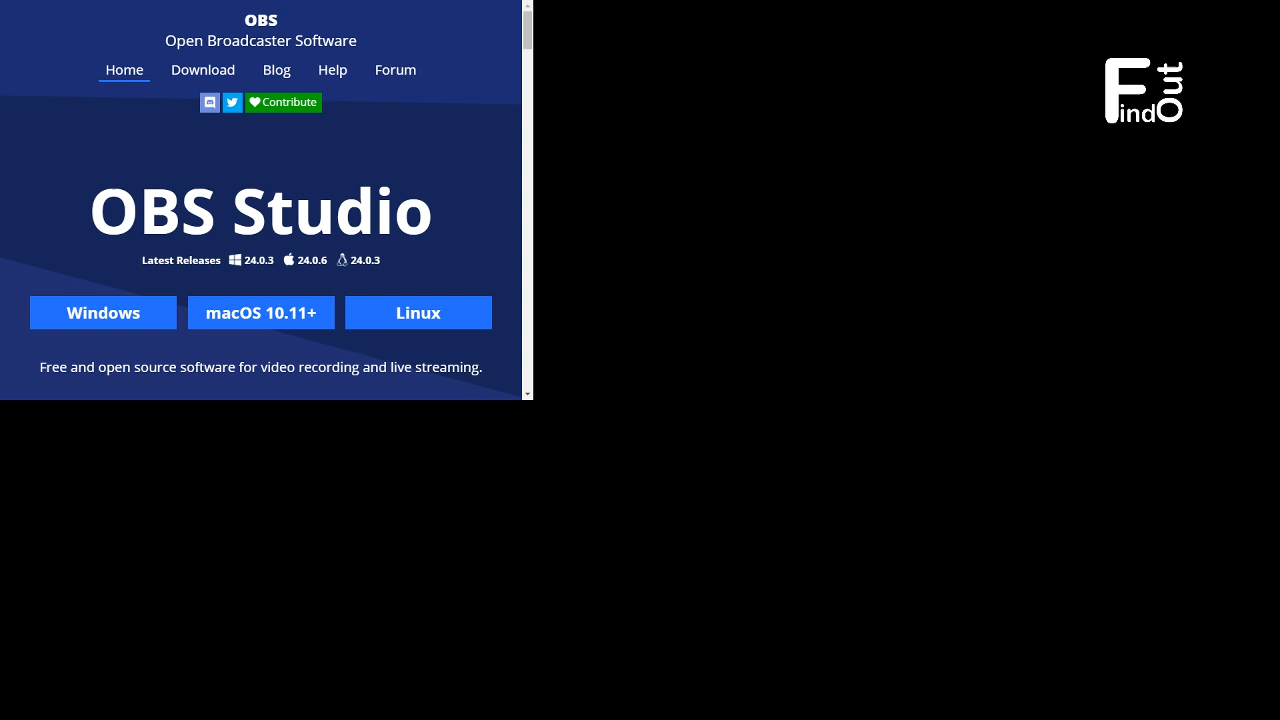 OBS
Open Broadcaster Software
Home Download Blog Help Forum
Contribute
OBS Studio
Latest Releases 24.0.3 24.0.6 24.0.3
Windows macOS 10.11+ Linux
Free and open source software for video recording and live streaming.
Find Out